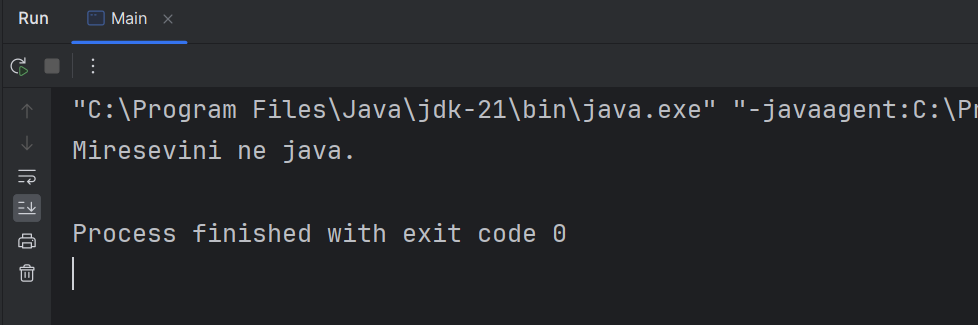 Run Main
"C:\Program Files\Java\jdk-21\bin\java.exe" "-javaagent:C:\Pr
Miresevini ne java.
Process finished with exit code 0